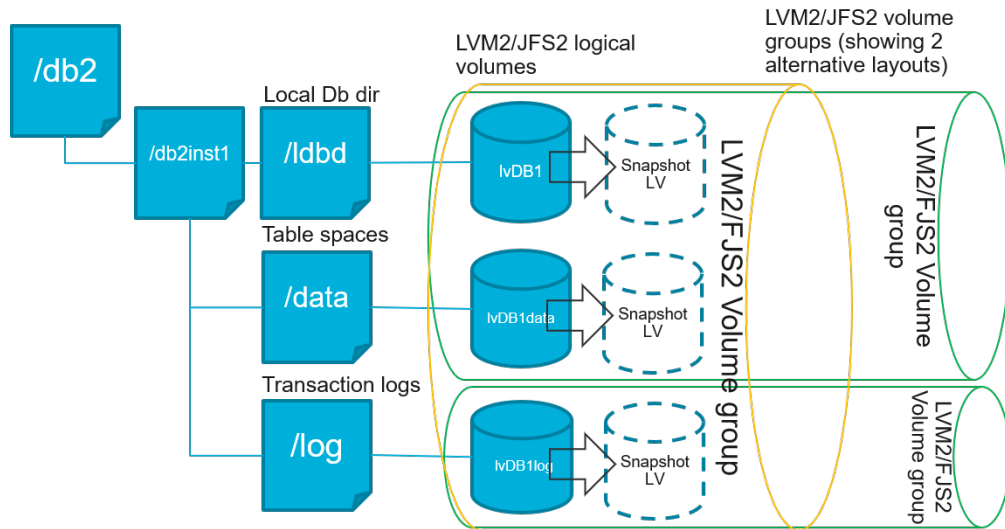 /db2
/db2inst1
Local Db dir
/ldbd
Table spaces
/data
Transaction logs
/log
LVM2/JFS2 logical
volumes
LVM2/JFS2 volume
groups (showing 2
alternative layouts)
lvDB1
Snapshot
LV
lvDB1data
Snapshot
LV
lvDB1log
Snapshot
LV
LVM2/FJS2 Volume group
LVM2/FJS2 Volume
group
LVM2/FJS2
Volume group